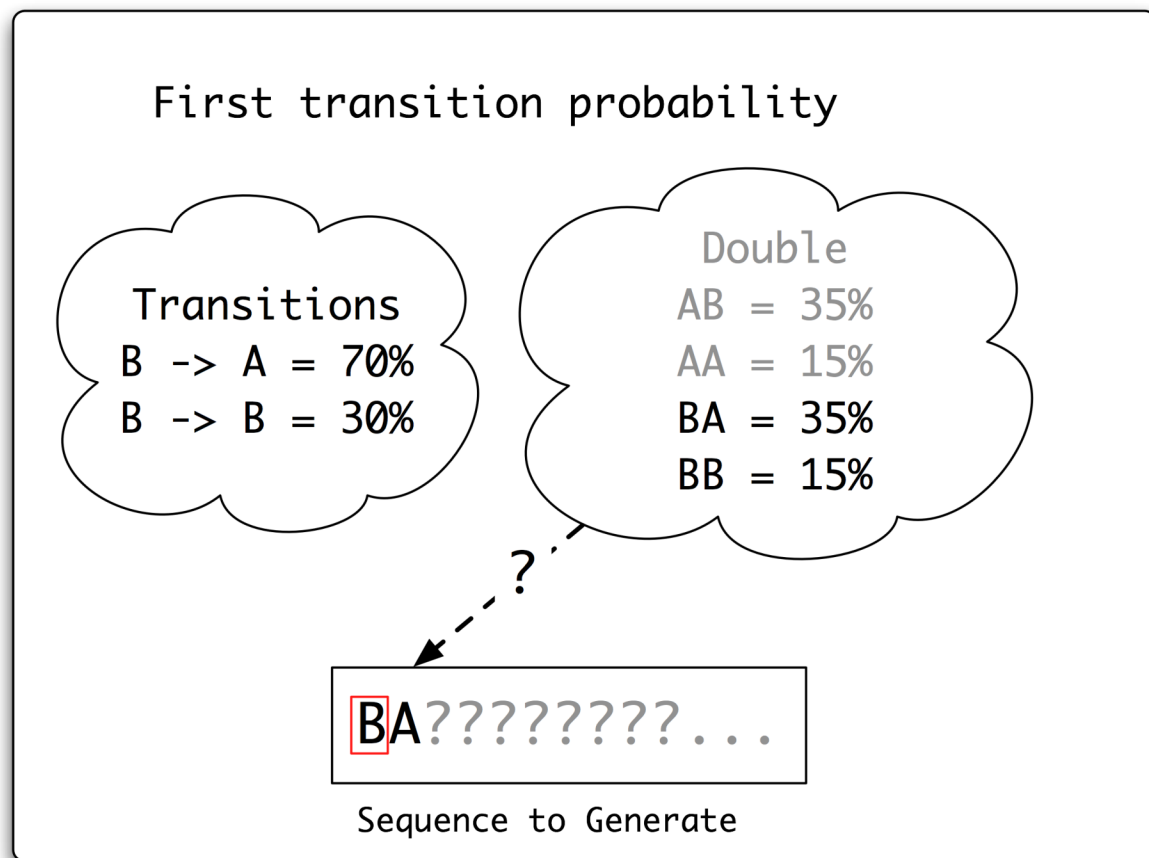 First transition probability
Transitions
B -> A = 70%
B -> B = 30%
Double
AB = 35%
AA = 15%
BA = 35%
BB = 15%
?
BA????????...
Sequence to Generate